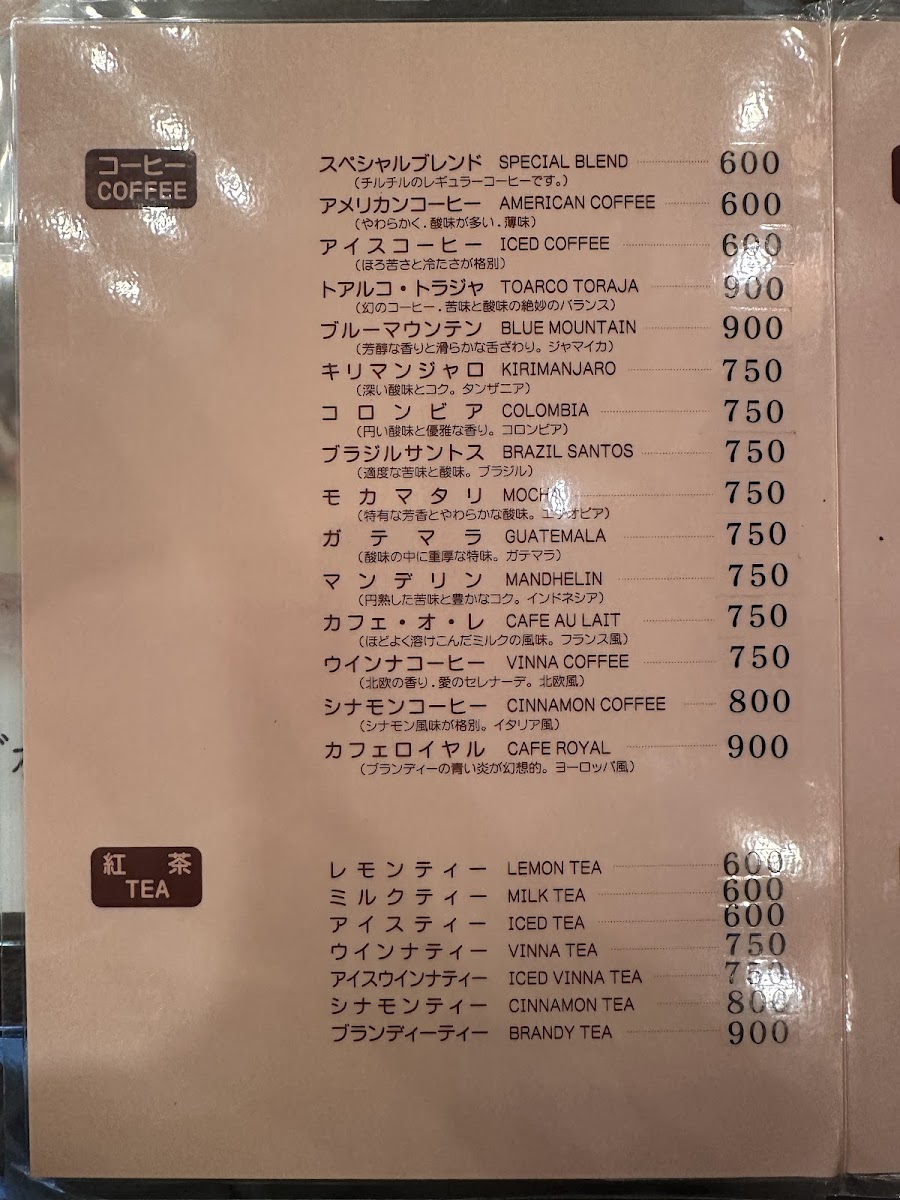 コーヒー
COFFEE
スペシャルブレンド SPECIAL BLEND 600
(チルチルのレギュラーコーヒーです。)
アメリカンコーヒー AMERICAN COFFEE 600
(やわらかく.酸味が多い.薄味)
アイスコーヒー ICED COFFEE 600
(ほろ苦さと冷たさが格別)
トアルコ・トラジャ TOARCO TORAJA 900
(幻のコーヒー.苦味と酸味の絶妙のバランス)
ブルーマウンテン BLUE MOUNTAIN 900
(芳醇な香りと滑らかな舌ざわり。ジャマイカ)
キリマンジャロ KIRIMANJARO 750
(深い酸味とコク。タンザニア)
コロンビア COLOMBIA 750
(円い酸味と優雅な香り。コロンビア)
ブラジルサントス BRAZIL SANTOS 750
(適度な苦味と酸味。ブラジル)
モカマタリ MOCHA 750
(特有な芳香とやわらかな酸味。エチオピア)
ガテマラ GUATEMALA 750
(酸味の中に重厚な特味。ガテマラ)
マンデリン MANDHELIN 750
(円熟した苦味と豊かなコク。インドネシア)
カフェ・オ・レ CAFE AU LAIT 750
(ほどよく溶けこんだミルクの風味。フランス風)
ウインナコーヒー VINNA COFFEE 750
(北欧の香り.愛のセレナーデ。北欧風)
シナモンコーヒー CINNAMON COFFEE 800
(シナモン風味が格別。イタリア風)
カフェロイヤル CAFE ROYAL 900
(ブランディーの青い炎が幻想的。ヨーロッパ風)
紅茶
TEA
レモンティー LEMON TEA 600
ミルクティー MILK TEA 600
アイスティー ICED TEA 600
ウインナティー VINNA TEA 750
アイスウインナティー ICED VINNA TEA 750
シナモンティー CINNAMON TEA 800
ブランディーティー BRANDY TEA 900